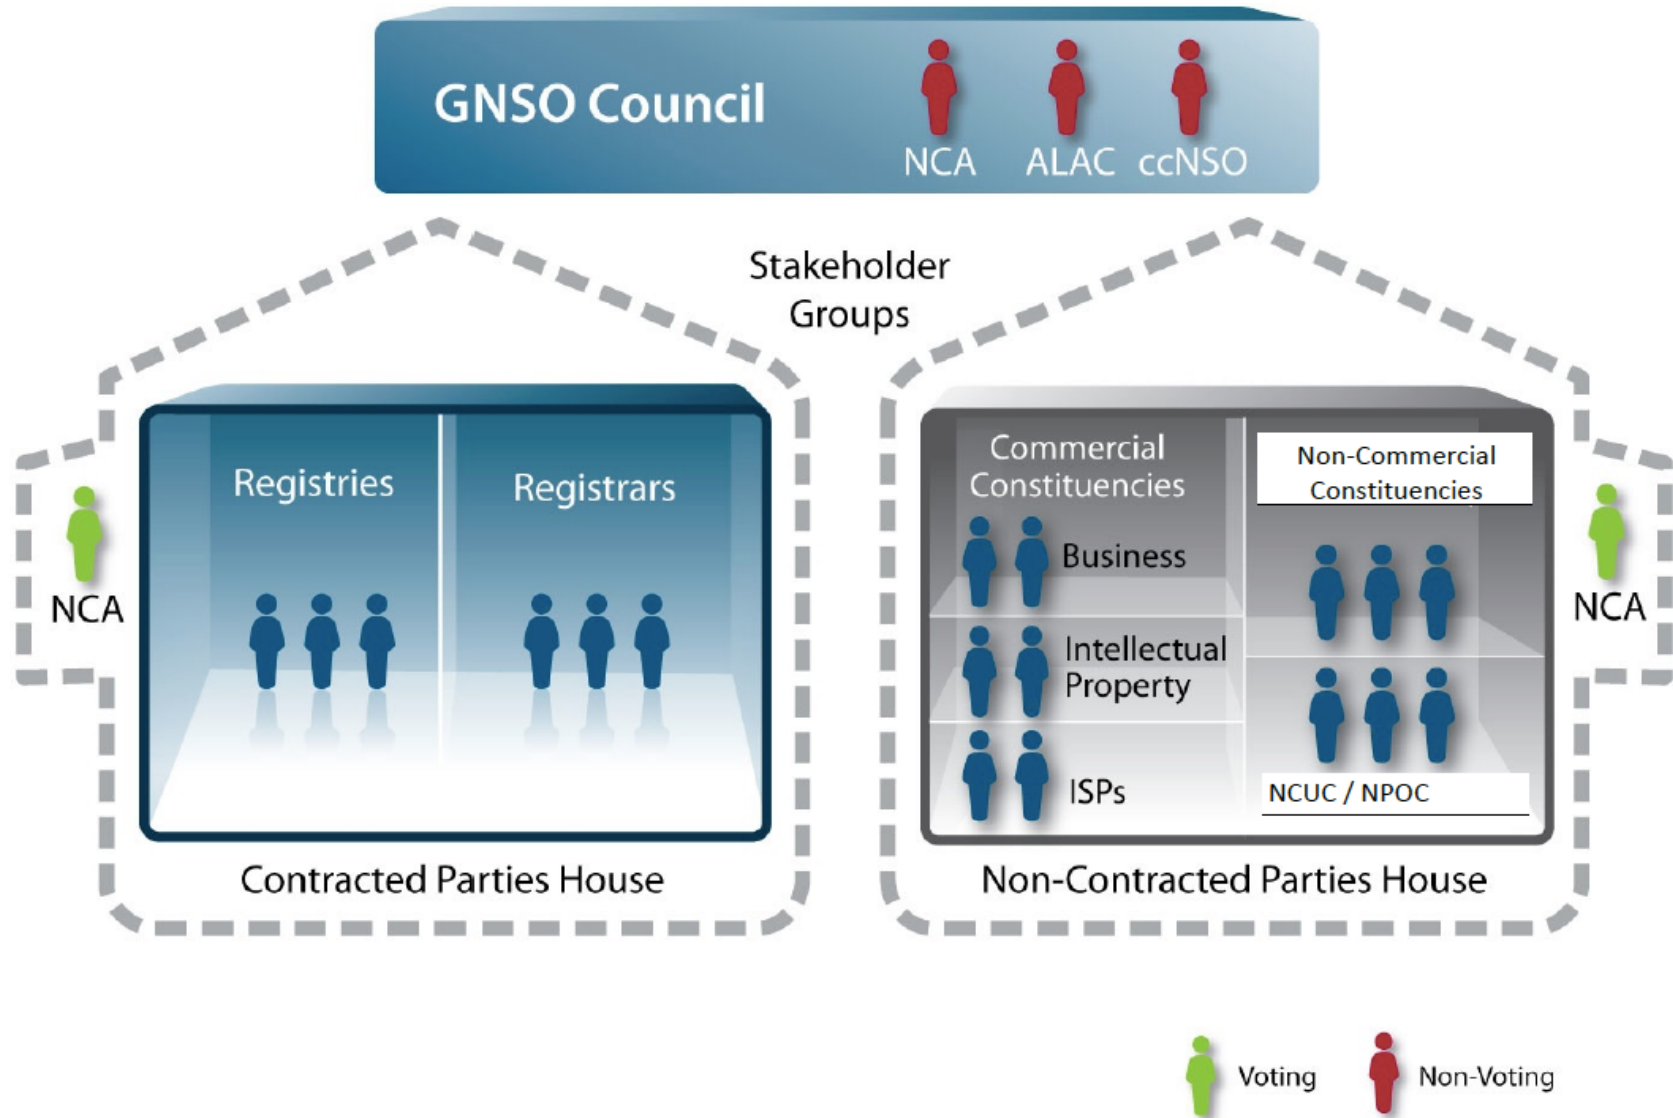 GNSO Council
NCA
ALAC
ccNSO
Stakeholder
Groups
Registries
Registrars
NCA
Contracted Parties House
Commercial
Constituencies
Business
Intellectual
Property
ISPs
Non-Commercial
Constituencies
NCUC / NPOC
NCA
Non-Contracted Parties House
Voting
Non-Voting